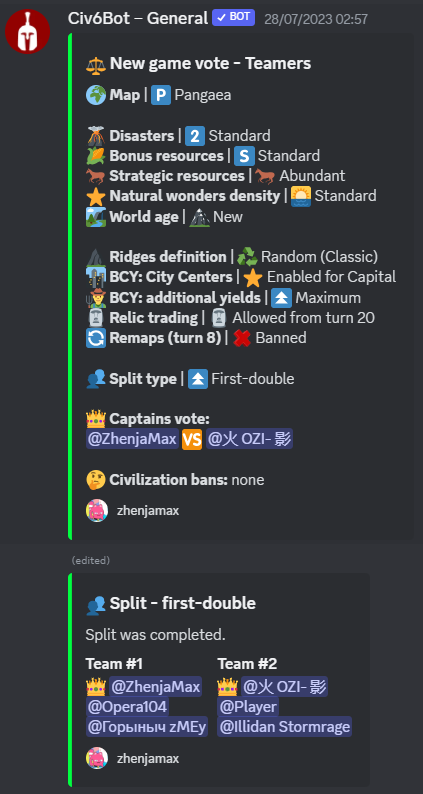 Civ6Bot – General ✓ BOT 28/07/2023 02:57
New game vote - Teamers
Map | P Pangaea
Disasters | 2 Standard
Bonus resources | S Standard
Strategic resources | Abundant
Natural wonders density | Standard
World age | New
Ridges definition | Random (Classic)
BCY: City Centers | Enabled for Capital
BCY: additional yields | Maximum
Relic trading | Allowed from turn 20
Remaps (turn 8) | Banned
Split type | First-double
Captains vote:
@ZhenjaMax VS @火 OZI- 影
Civilization bans: none
zhenjamax
(edited)
Split - first-double
Split was completed.
Team #1 Team #2
@ZhenjaMax @火 OZI- 影
@Opera104 @Player
@Горыныч zMEy @Illidan Stormrage
zhenjamax